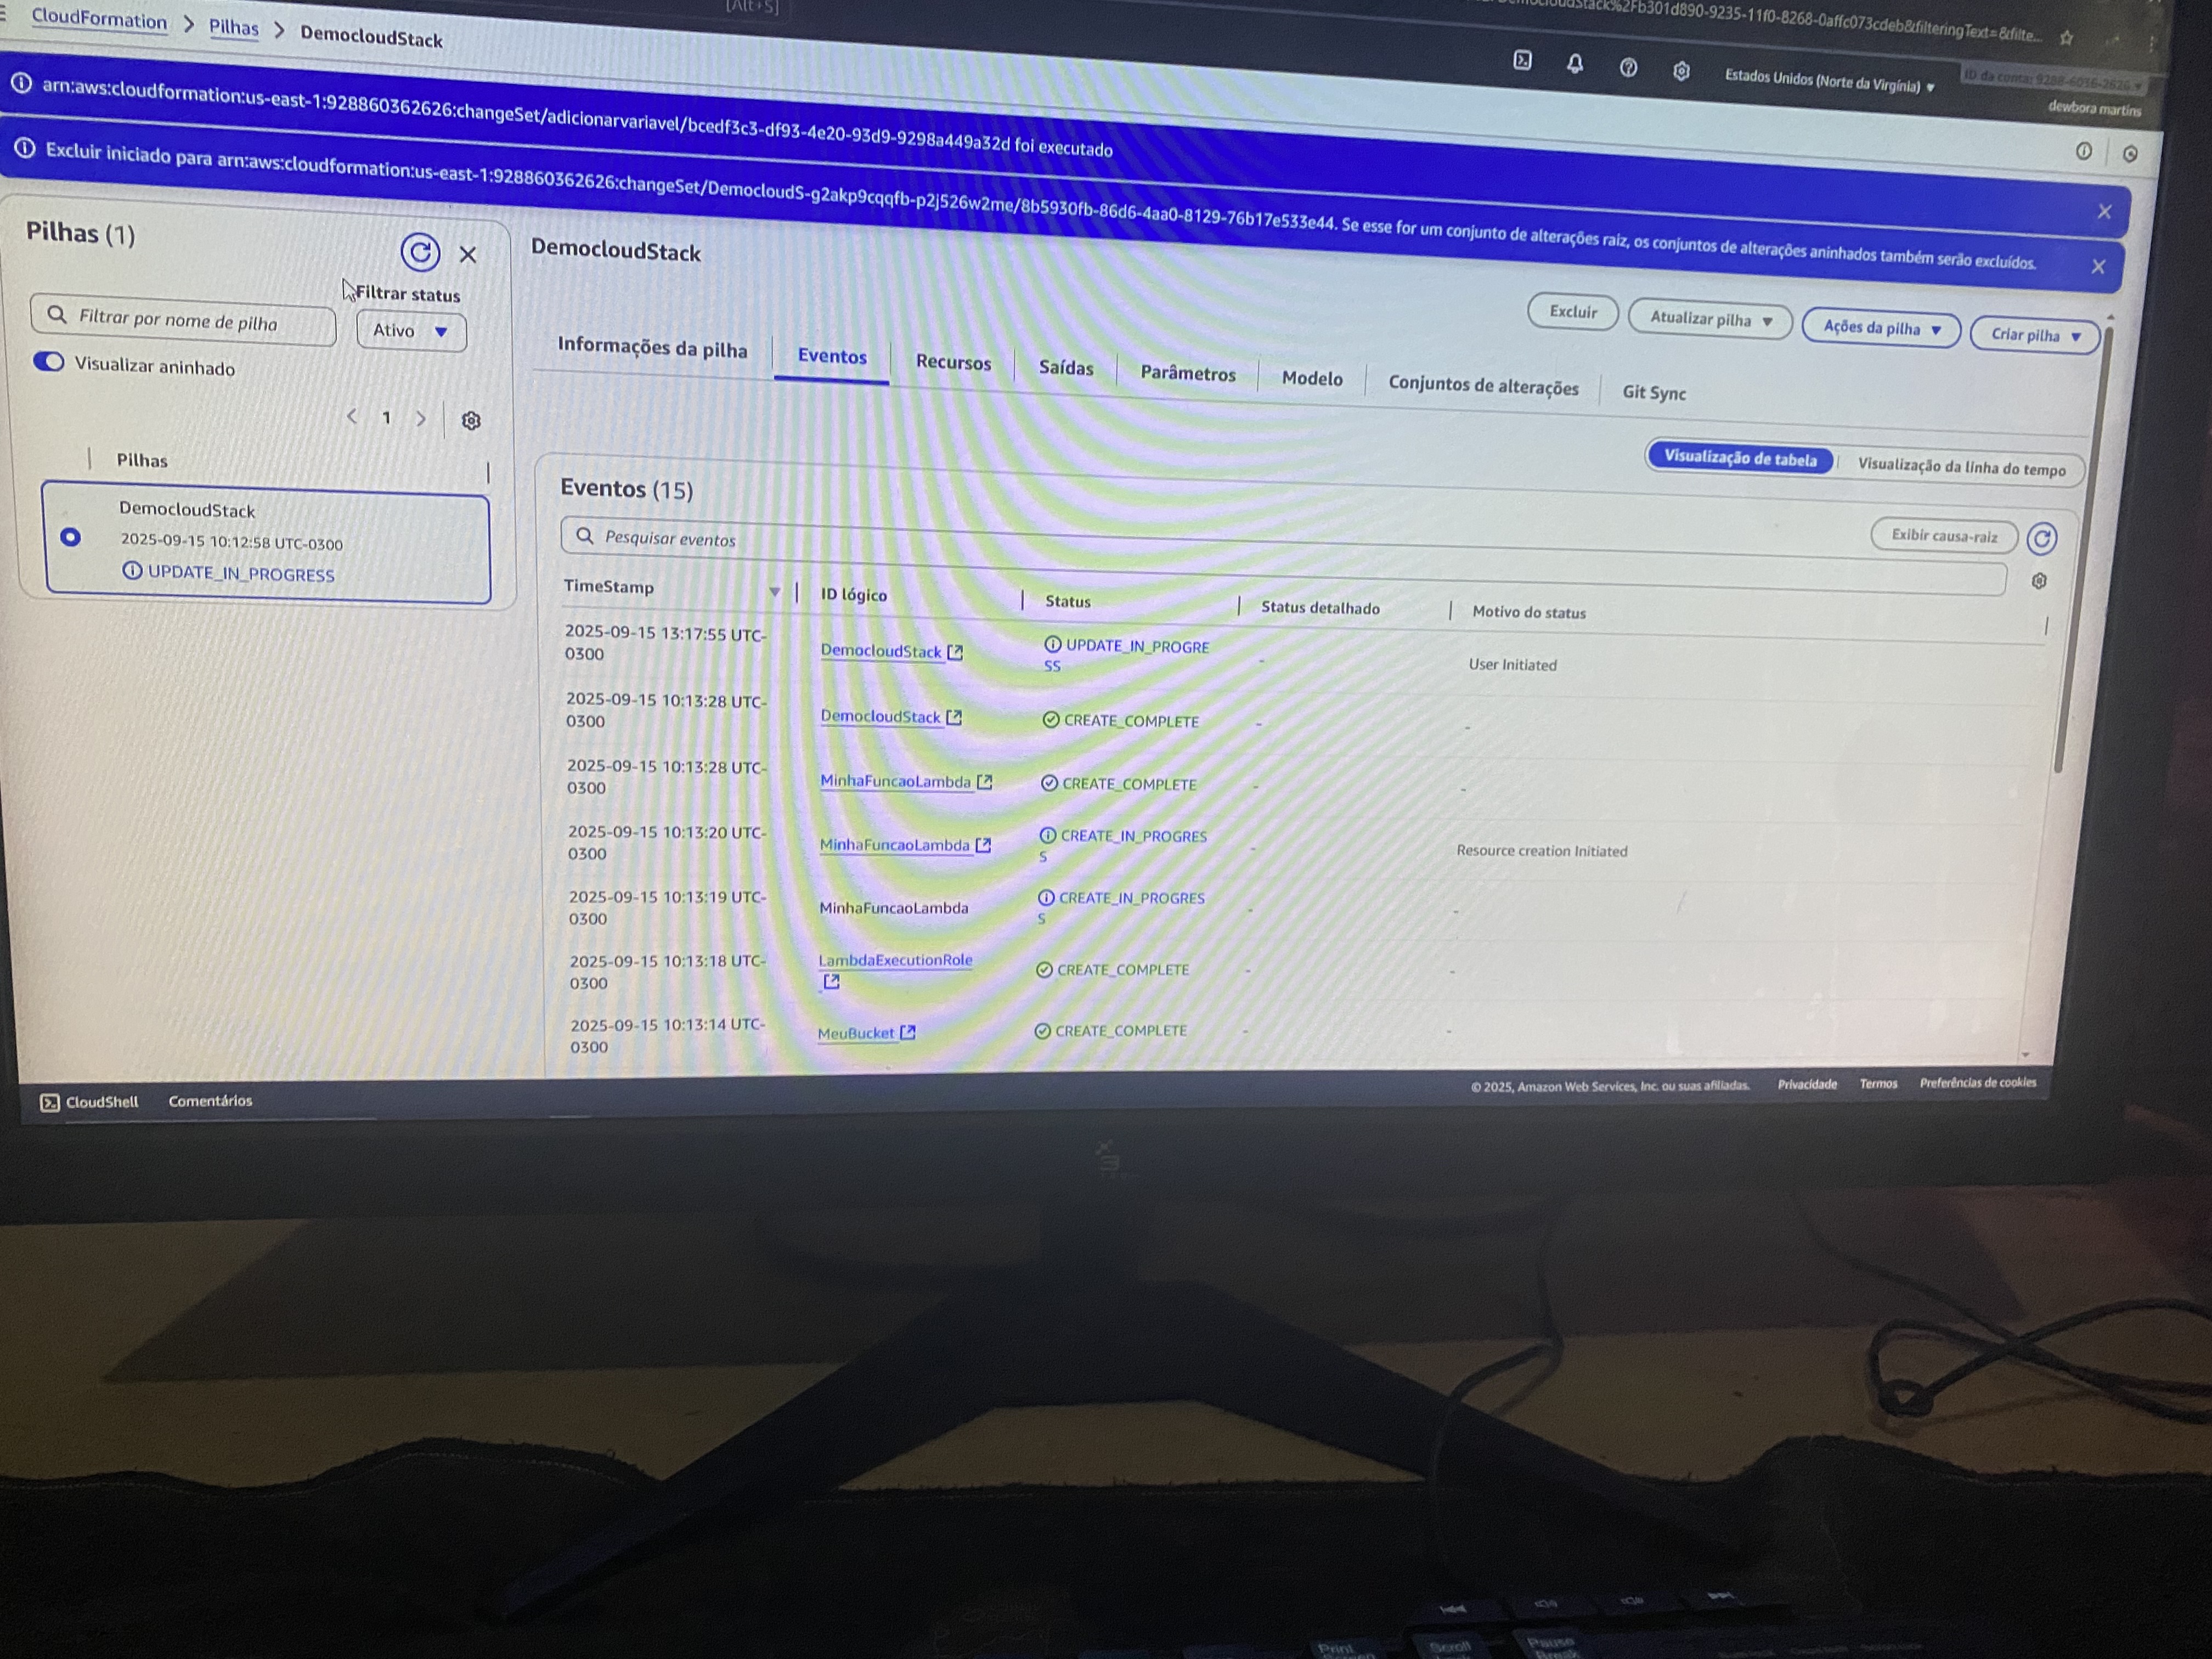 [Alt+S]
CloudFormation > Pilhas > DemocloudStack
Estados Unidos (Norte da Virgínia) ▼
dewbora martins
arn:aws:cloudformation:us-east-1:928860362626:changeSet/adicionarvariavel/bcedf3c3-df93-4e20-93d9-9298a449a32d foi executado
Excluir iniciado para arn:aws:cloudformation:us-east-1:928860362626:changeSet/DemocloudS-g2akp9cqqfb-p2j526w2me/8b5930fb-86d6-4aa0-8129-76b17e533e44. Se esse for um conjunto de alterações raiz, os conjuntos de alterações aninhados também serão excluídos.
Pilhas (1)
Filtrar status
Filtrar por nome de pilha
Ativo
Visualizar aninhado
< 1 >
Pilhas
DemocloudStack
2025-09-15 10:12:58 UTC-0300
UPDATE_IN_PROGRESS
DemocloudStack
Excluir
Atualizar pilha
Ações da pilha
Criar pilha
Informações da pilha
Eventos
Recursos
Saídas
Parâmetros
Modelo
Conjuntos de alterações
Git Sync
Visualização de tabela
Visualização da linha do tempo
Eventos (15)
Exibir causa-raiz
Pesquisar eventos
TimeStamp | ID lógico | Status | Status detalhado | Motivo do status
2025-09-15 13:17:55 UTC-
0300
DemocloudStack
UPDATE_IN_PROGRE
SS
-
User Initiated
2025-09-15 10:13:28 UTC-
0300
DemocloudStack
CREATE_COMPLETE
-
-
2025-09-15 10:13:28 UTC-
0300
MinhaFuncaoLambda
CREATE_COMPLETE
-
-
2025-09-15 10:13:20 UTC-
0300
MinhaFuncaoLambda
CREATE_IN_PROGRES
S
-
Resource creation Initiated
2025-09-15 10:13:19 UTC-
0300
MinhaFuncaoLambda
CREATE_IN_PROGRES
S
-
-
2025-09-15 10:13:18 UTC-
0300
LambdaExecutionRole
CREATE_COMPLETE
-
-
2025-09-15 10:13:14 UTC-
0300
MeuBucket
CREATE_COMPLETE
-
-
CloudShell
Comentários
© 2025, Amazon Web Services, Inc. ou suas afiliadas.
Privacidade
Termos
Preferências de cookies
Print
Scroll
Pause
Break